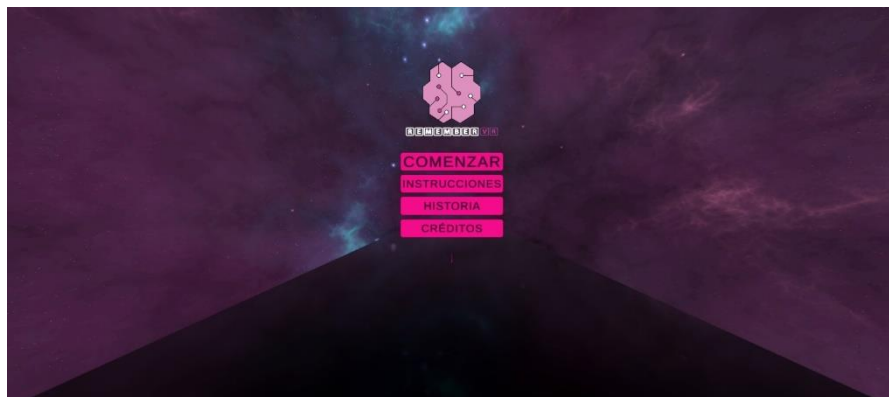 REMEMBER VR
COMENZAR
INSTRUCCIONES
HISTORIA
CRÉDITOS